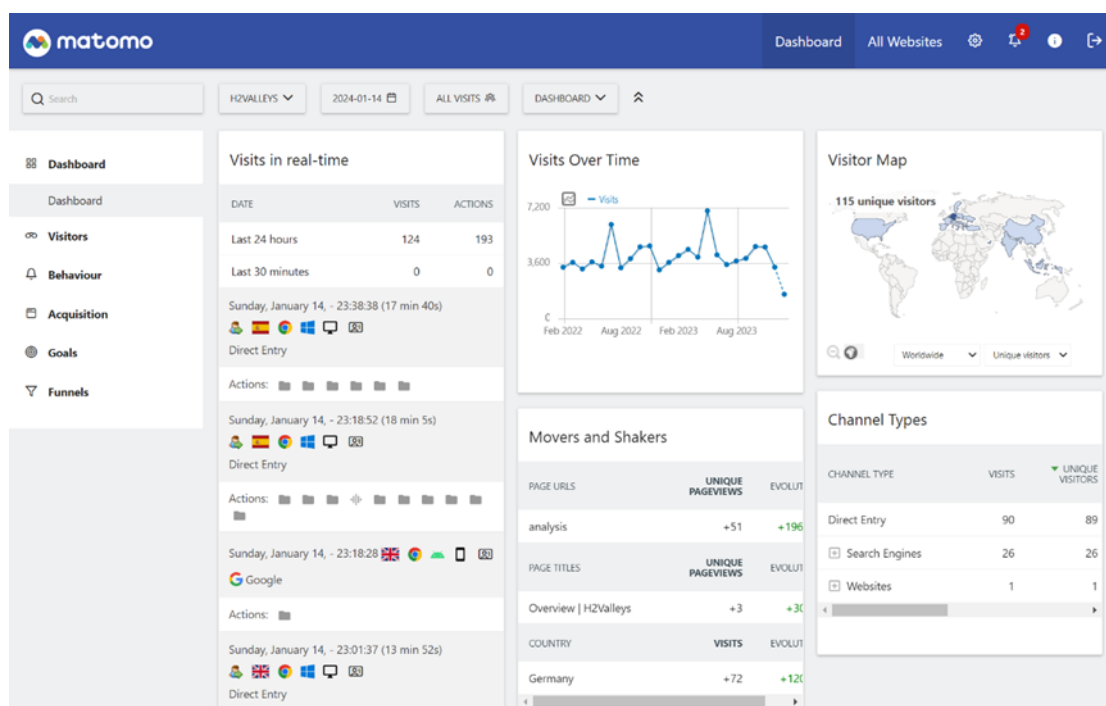 matomo
Dashboard All Websites 2
Search H2VALLEYS 2024-01-14 ALL VISITS DASHBOARD
Dashboard
Dashboard
Visitors
Behaviour
Acquisition
Goals
Funnels
Visits in real-time
DATE VISITS ACTIONS
Last 24 hours 124 193
Last 30 minutes 0 0
Sunday, January 14, - 23:38:38 (17 min 40s)
Direct Entry
Actions:
Sunday, January 14, - 23:18:52 (18 min 5s)
Direct Entry
Actions:
Sunday, January 14, - 23:18:28
Google
Actions:
Sunday, January 14, - 23:01:37 (13 min 52s)
Direct Entry
Visits Over Time
Visits
7,200
3,600
Feb 2022 Aug 2022 Feb 2023 Aug 2023
Movers and Shakers
PAGE URLS UNIQUE PAGEVIEWS EVOLUT
analysis +51 +196
PAGE TITLES UNIQUE PAGEVIEWS EVOLUT
Overview | H2Valleys +3 +30
COUNTRY VISITS EVOLUT
Germany +72 +120
Visitor Map
115 unique visitors
Worldwide Unique visitors
Channel Types
CHANNEL TYPE VISITS UNIQUE VISITORS
Direct Entry 90 89
Search Engines 26 26
Websites 1 1